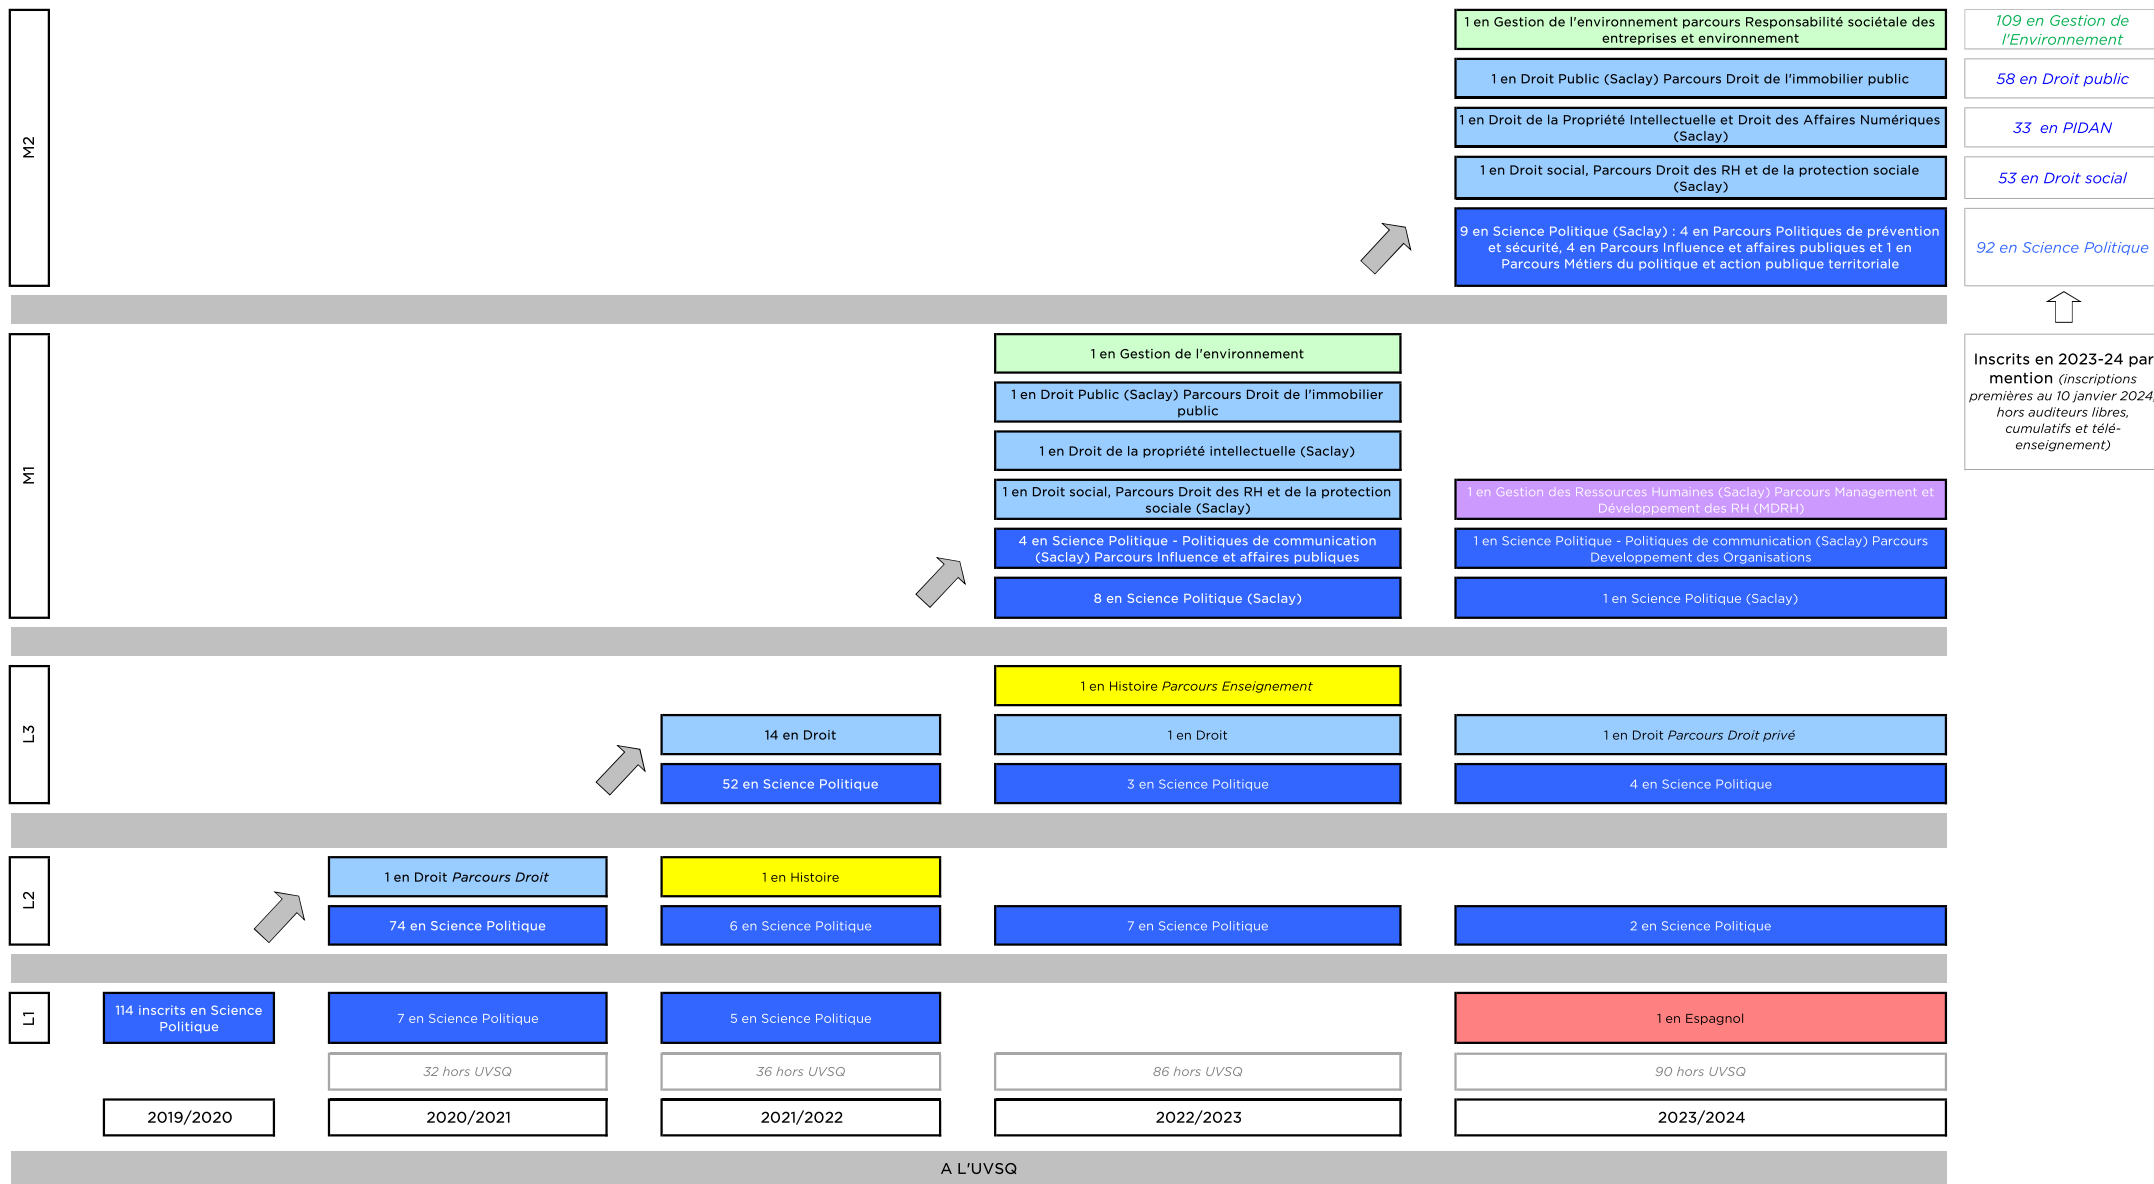 M2
1 en Gestion de l'environnement parcours Responsabilité sociétale des
entreprises et environnement
109 en Gestion de
l'Environnement
1 en Droit Public (Saclay) Parcours Droit de l'immobilier public
58 en Droit public
1 en Droit de la Propriété Intellectuelle et Droit des Affaires Numériques
(Saclay)
33 en PIDAN
1 en Droit social, Parcours Droit des RH et de la protection sociale
(Saclay)
53 en Droit social
9 en Science Politique (Saclay) : 4 en Parcours Politiques de prévention
et sécurité, 4 en Parcours Influence et affaires publiques et 1 en
Parcours Métiers du politique et action publique territoriale
92 en Science Politique
M1
1 en Gestion de l'environnement
1 en Droit Public (Saclay) Parcours Droit de l'immobilier
public
1 en Droit de la propriété intellectuelle (Saclay)
1 en Droit social, Parcours Droit des RH et de la protection
sociale (Saclay)
4 en Science Politique - Politiques de communication
(Saclay) Parcours Influence et affaires publiques
8 en Science Politique (Saclay)
1 en Gestion des Ressources Humaines (Saclay) Parcours Management et
Développement des RH (MDRH)
1 en Science Politique - Politiques de communication (Saclay) Parcours
Developpement des Organisations
1 en Science Politique (Saclay)
Inscrits en 2023-24 par
mention (inscriptions
premières au 10 janvier 2024,
hors auditeurs libres,
cumulatifs et télé-
enseignement)
L3
1 en Histoire Parcours Enseignement
14 en Droit
1 en Droit
1 en Droit Parcours Droit privé
52 en Science Politique
3 en Science Politique
4 en Science Politique
L2
1 en Droit Parcours Droit
1 en Histoire
74 en Science Politique
6 en Science Politique
7 en Science Politique
2 en Science Politique
L1
114 inscrits en Science
Politique
7 en Science Politique
5 en Science Politique
1 en Espagnol
32 hors UVSQ
36 hors UVSQ
86 hors UVSQ
90 hors UVSQ
2019/2020
2020/2021
2021/2022
2022/2023
2023/2024
A L'UVSQ